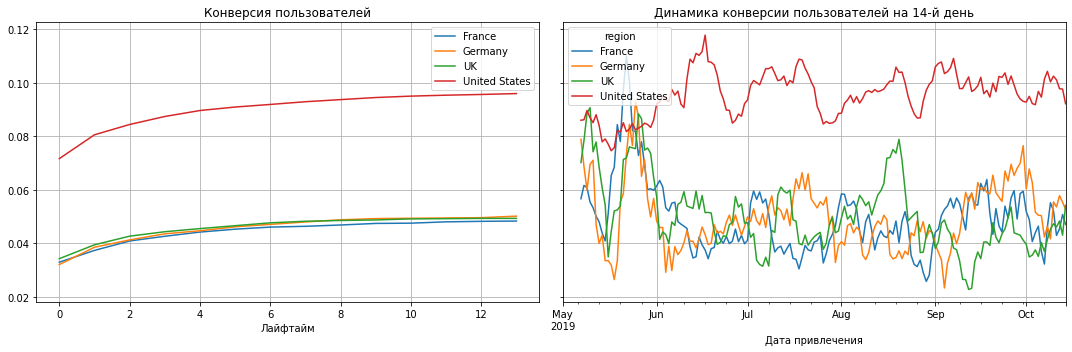 Конверсия пользователей
0.12
0.10
0.08
0.06
0.04
0.02
France
Germany
UK
United States
0 2 4 6 8 10 12
Лайфтайм
Динамика конверсии пользователей на 14-й день
region
France
Germany
UK
United States
May Jun Jul Aug Sep Oct
2019
Дата привлечения